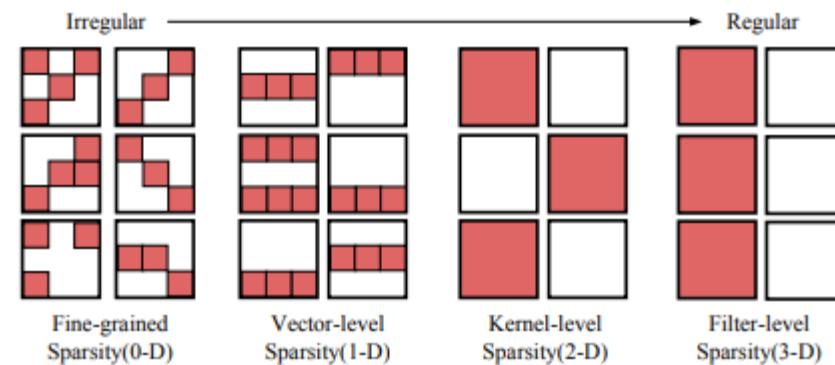 Irregular
Regular
Fine-grained
Sparsity(0-D)
Vector-level
Sparsity(1-D)
Kernel-level
Sparsity(2-D)
Filter-level
Sparsity(3-D)